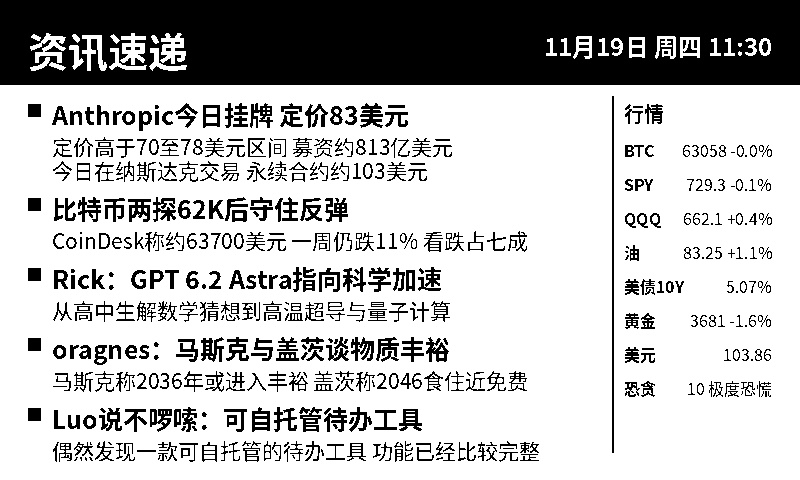 资讯速递
11月19日 周四 11:30
Anthropic今日挂牌 定价83美元
定价高于70至78美元区间 募资约813亿美元
今日在纳斯达克交易 永续合约约103美元
比特币两探62K后守住反弹
CoinDesk称约63700美元 一周仍跌11% 看跌占七成
Rick：GPT 6.2 Astra指向科学加速
从高中生解数学猜想到高温超导与量子计算
oragnes：马斯克与盖茨谈物质丰裕
马斯克称2036年或进入丰裕 盖茨称2046食住近免费
Luo说不啰嗦：可自托管待办工具
偶然发现一款可自托管的待办工具 功能已经比较完整
行情
BTC 63058 -0.0%
SPY 729.3 -0.1%
QQQ 662.1 +0.4%
油 83.25 +1.1%
美债10Y 5.07%
黄金 3681 -1.6%
美元 103.86
恐贪 10 极度恐慌